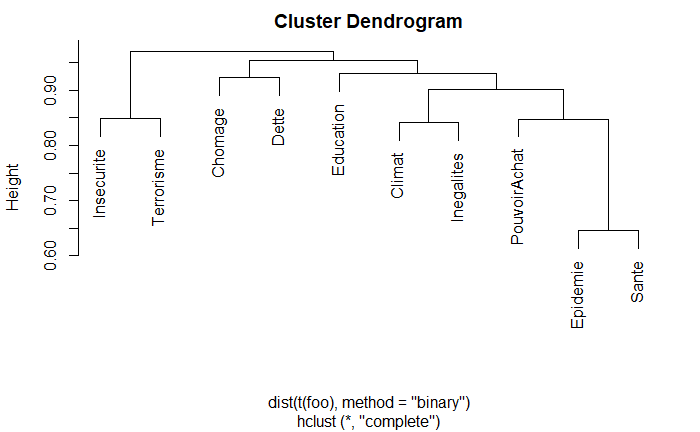 Cluster Dendrogram
Height
0.90
0.80
0.70
0.60
Insecurite
Terrorisme
Chomage
Dette
Education
Climat
Inegalites
PouvoirAchat
Epidemie
Sante
dist(t(foo), method = "binary")
hclust (*, "complete")